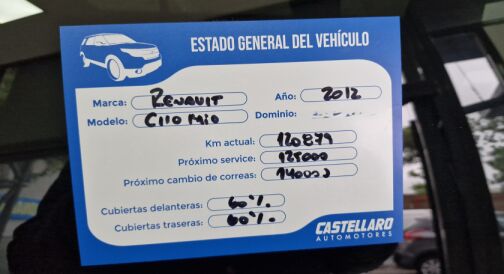 ESTADO GENERAL DEL VEHÍCULO
Marca: RENAULT Año: 2012
Modelo: CLIO MIO Dominio:
Km actual: 120879
Próximo service: 125000
Próximo cambio de correas: 140000
Cubiertas delanteras: 60%.
Cubiertas traseras: 60%.
CASTELLARO
AUTOMOTORES